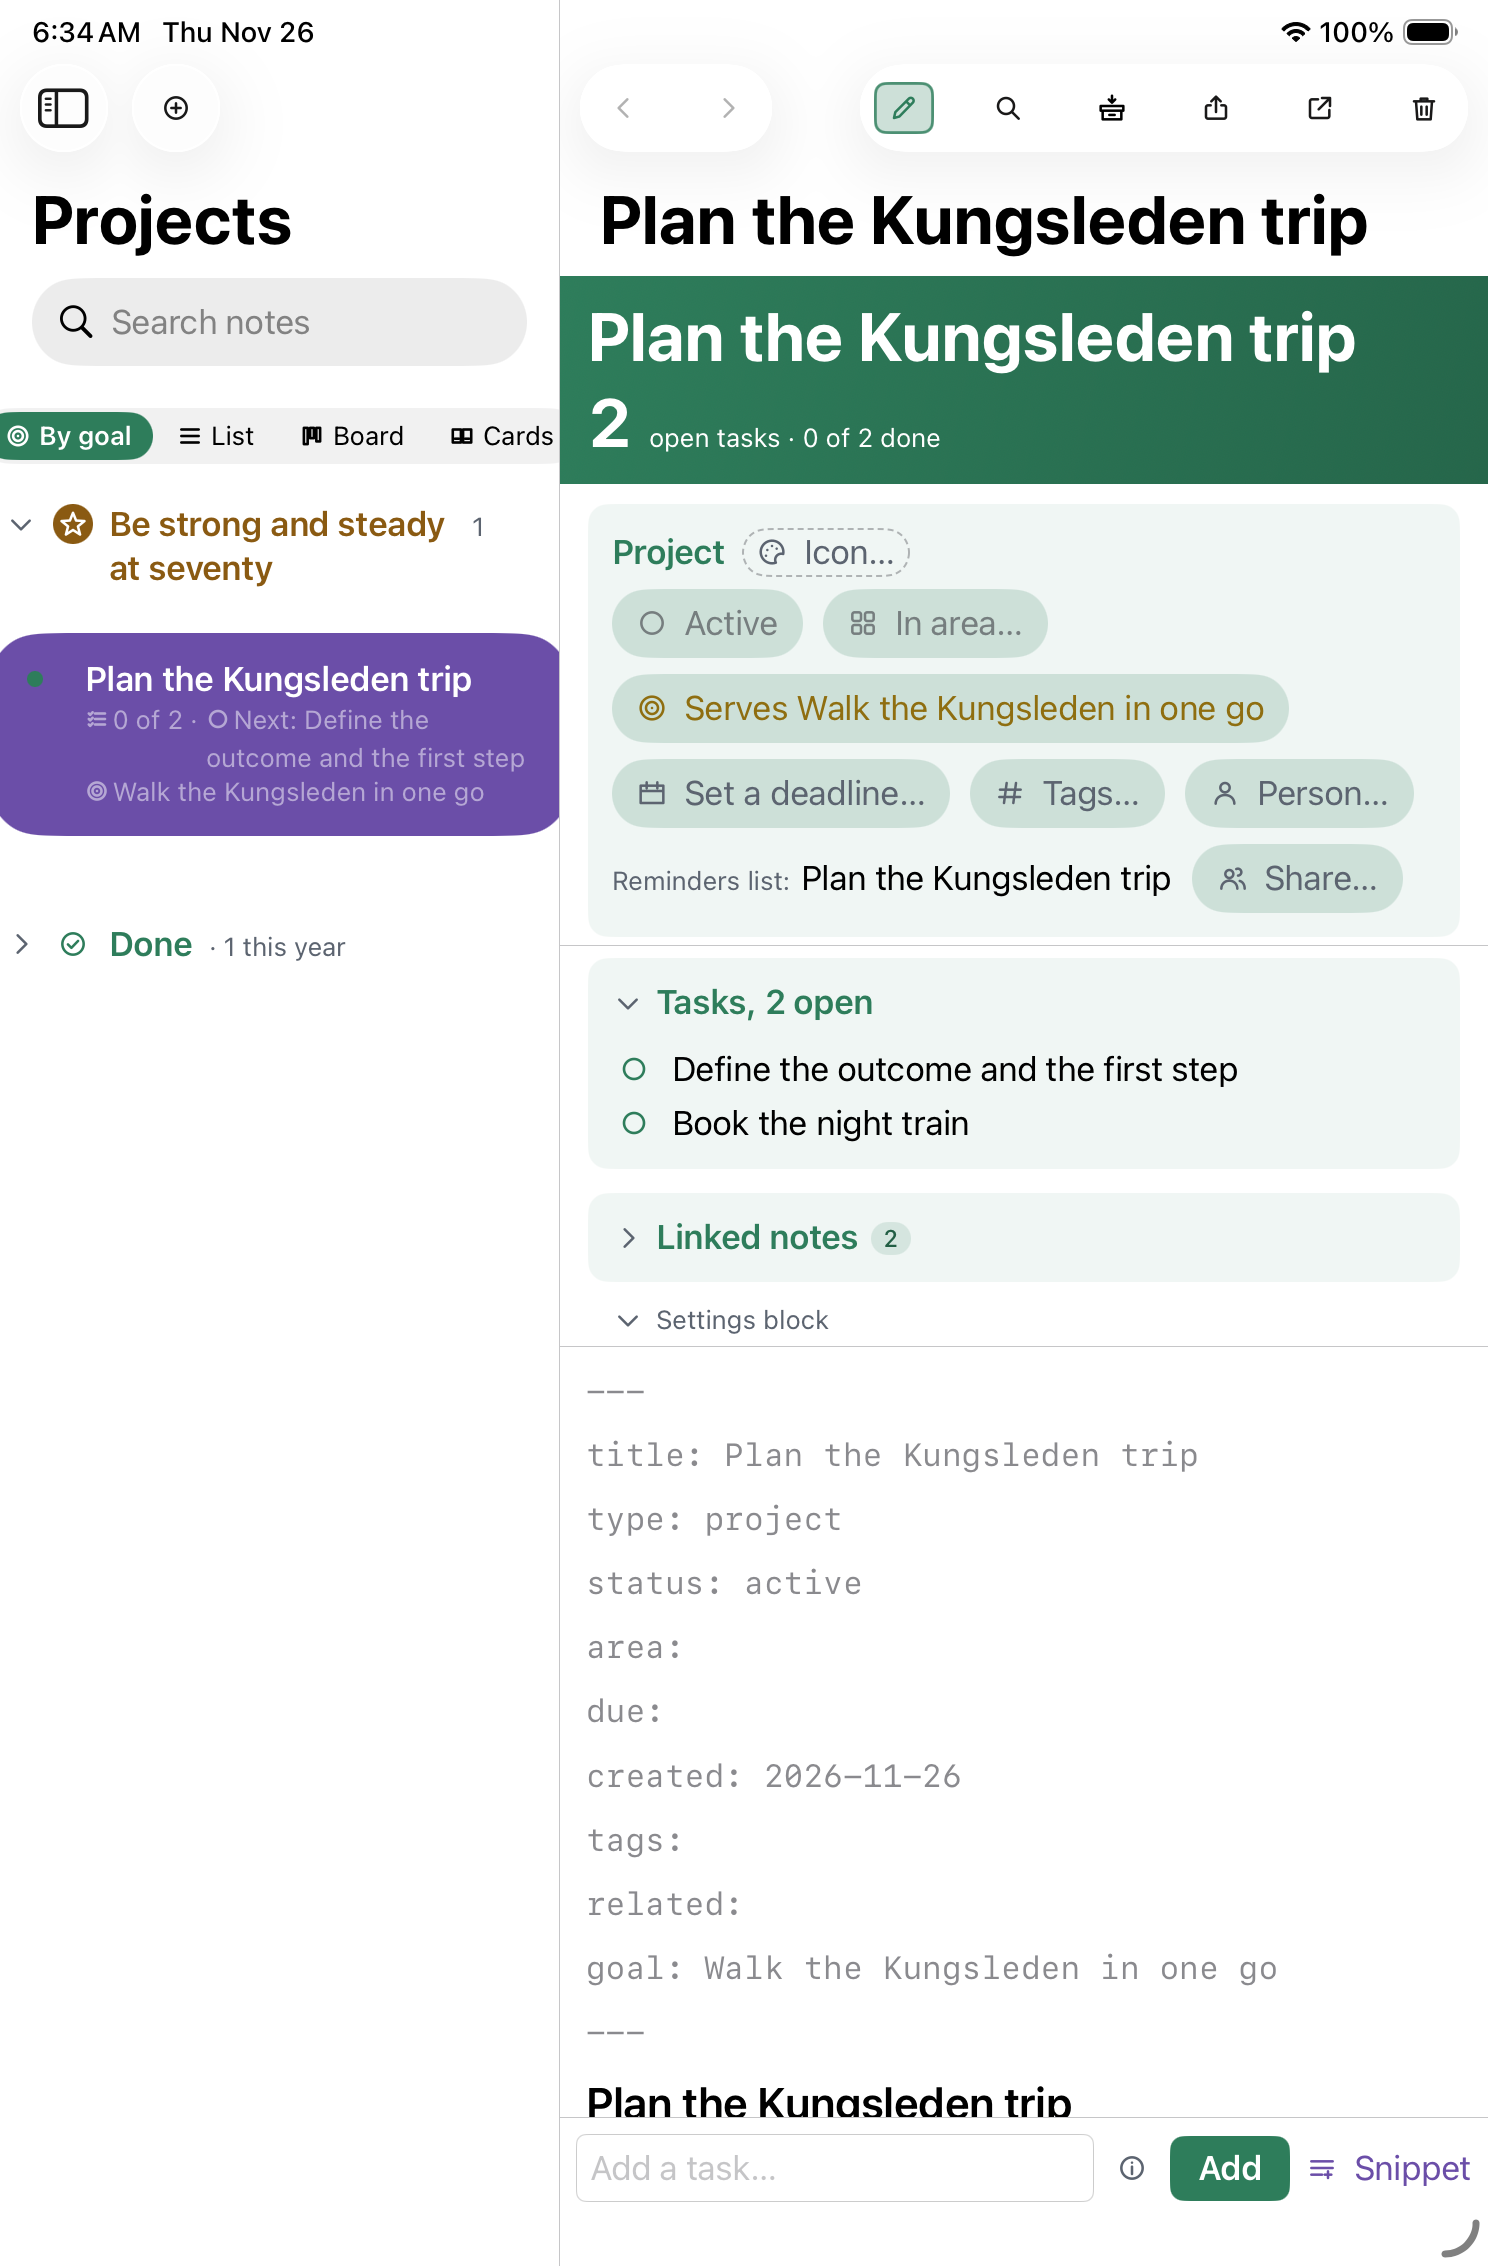 6:34 AM Thu Nov 26
100%
Projects
Search notes
By goal
List
Board
Cards
Be strong and steady
at seventy
1
Plan the Kungsleden trip
0 of 2 · Next: Define the
outcome and the first step
Walk the Kungsleden in one go
Done · 1 this year
Plan the Kungsleden trip
Plan the Kungsleden trip
2 open tasks · 0 of 2 done
Project
Icon...
Active
In area...
Serves Walk the Kungsleden in one go
Set a deadline...
Tags...
Person...
Reminders list: Plan the Kungsleden trip
Share...
Tasks, 2 open
Define the outcome and the first step
Book the night train
Linked notes 2
Settings block
---
title: Plan the Kungsleden trip
type: project
status: active
area:
due:
created: 2026-11-26
tags:
related:
goal: Walk the Kungsleden in one go
---
Plan the Kungsleden trip
Add a task...
Add
Snippet